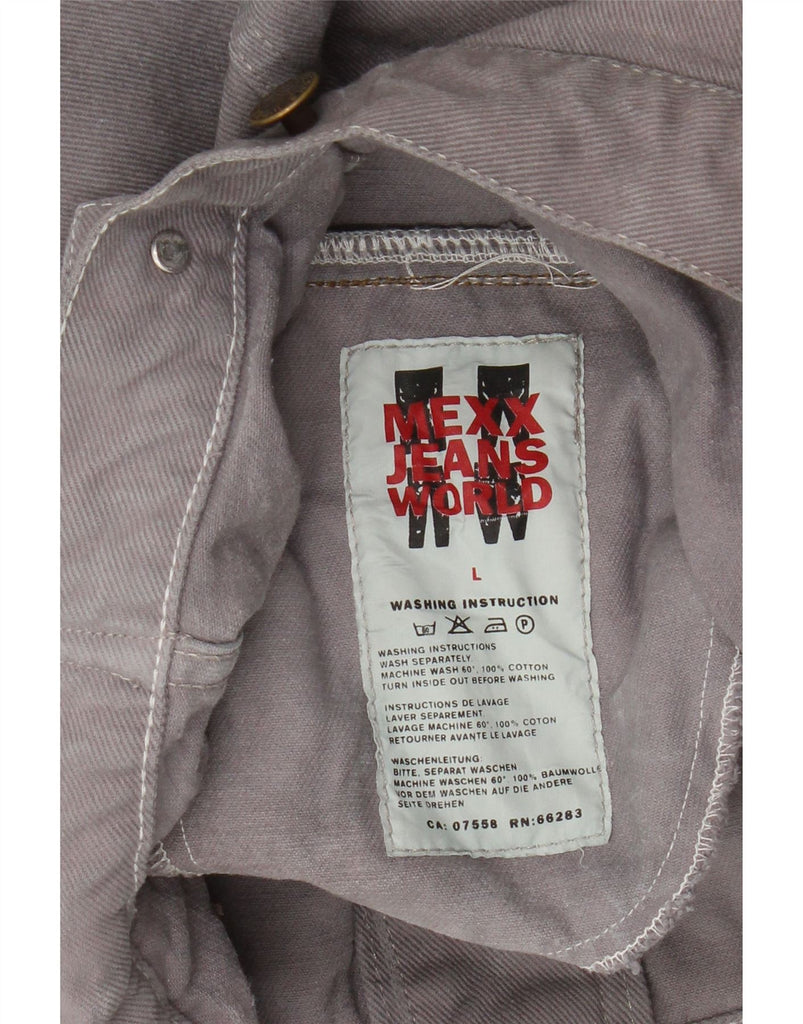 MEXX
JEANS
WORLD
L
WASHING INSTRUCTION
60 P
WASHING INSTRUCTIONS
WASH SEPARATELY
MACHINE WASH 60°, 100% COTTON
TURN INSIDE OUT BEFORE WASHING
INSTRUCTIONS DE LAVAGE
LAVER SEPAREMENT
LAVAGE MACHINE 60°, 100% COTON
RETOURNER AVANTE LE LAVAGE
WASCHENLEITUNG:
BITTE, SEPARAT WASCHEN
MACHINE WASCHEN 60°, 100% BAUMWOLLE
VOR DEM WASCHEN AUF DIE ANDERE
SEITE DREHEN
CA: 07558 RN:66283